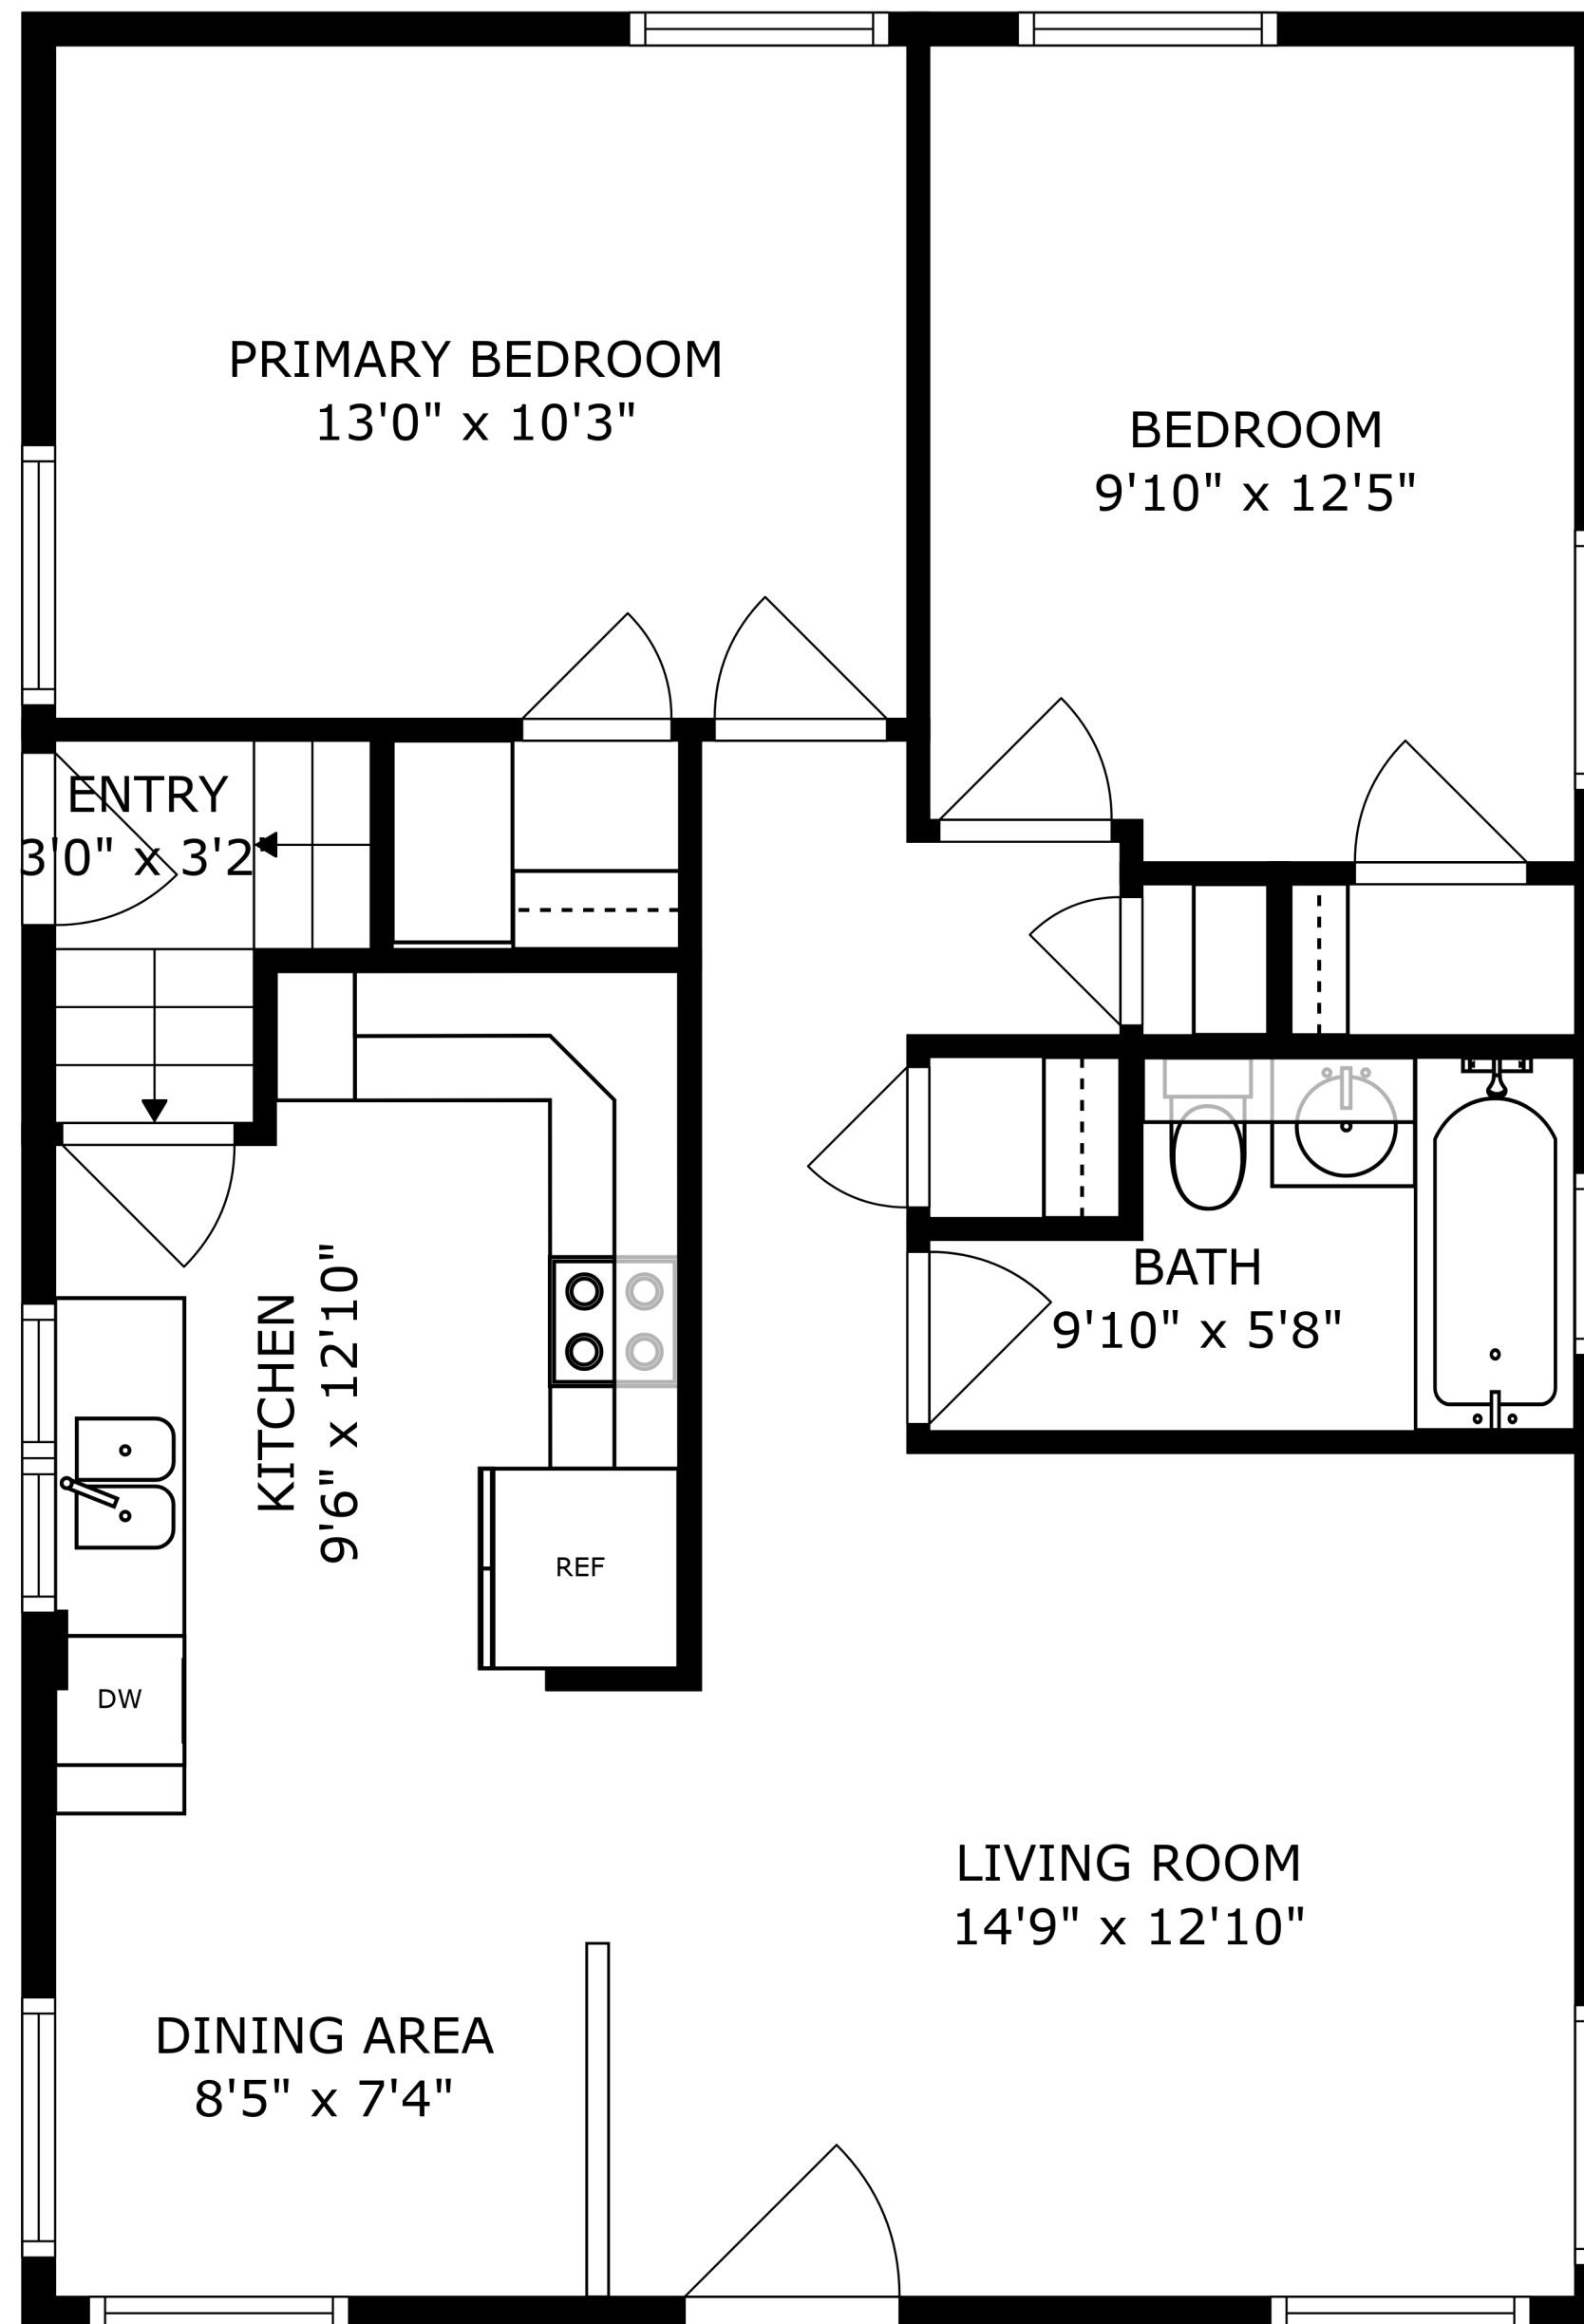 PRIMARY BEDROOM
13'0" x 10'3"
BEDROOM
9'10" x 12'5"
ENTRY
3'0" x 3'2"
KITCHEN
9'6" x 12'10"
BATH
9'10" x 5'8"
REF
DW
LIVING ROOM
14'9" x 12'10"
DINING AREA
8'5" x 7'4"